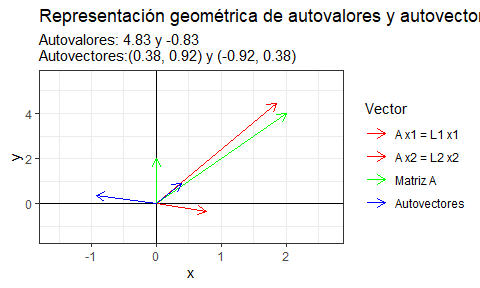 Representación geométrica de autovalores y autovector
Autovalores: 4.83 y -0.83
Autovectores:(0.38, 0.92) y (-0.92, 0.38)
4
2
0
y
-1
0
1
2
x
Vector
A x1 = L1 x1
A x2 = L2 x2
Matriz A
Autovectores